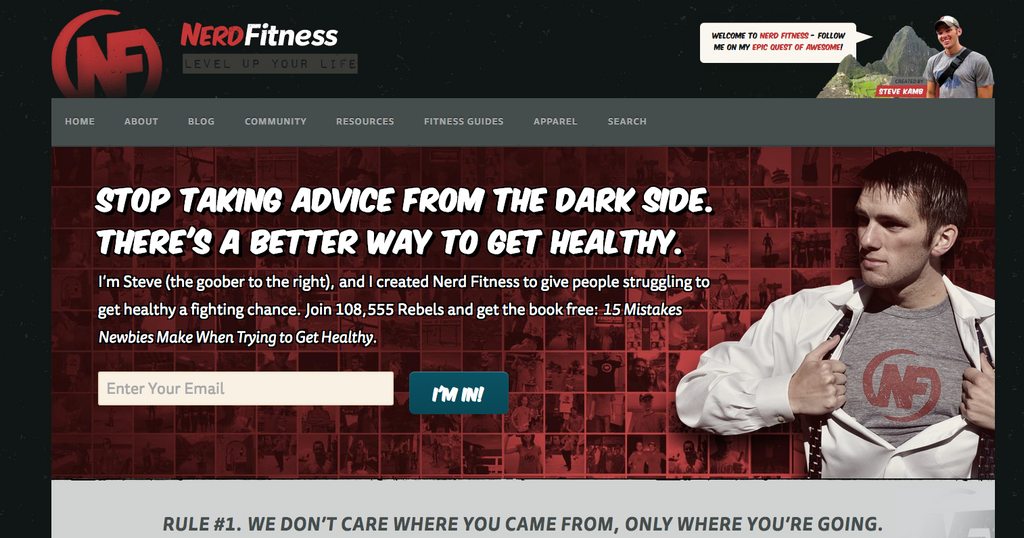 NF
NERDFitness
LEVEL UP YOUR LIFE
WELCOME TO NERD FITNESS - FOLLOW
ME ON MY EPIC QUEST OF AWESOME!
CREATED BY
STEVE KAMB
HOME ABOUT BLOG COMMUNITY RESOURCES FITNESS GUIDES APPAREL SEARCH
STOP TAKING ADVICE FROM THE DARK SIDE.
THERE'S A BETTER WAY TO GET HEALTHY.
I'm Steve (the goober to the right), and I created Nerd Fitness to give people struggling to
get healthy a fighting chance. Join 108,555 Rebels and get the book free: 15 Mistakes
Newbies Make When Trying to Get Healthy.
Enter Your Email
I'M IN!
NF
RULE #1. WE DON'T CARE WHERE YOU CAME FROM, ONLY WHERE YOU'RE GOING.